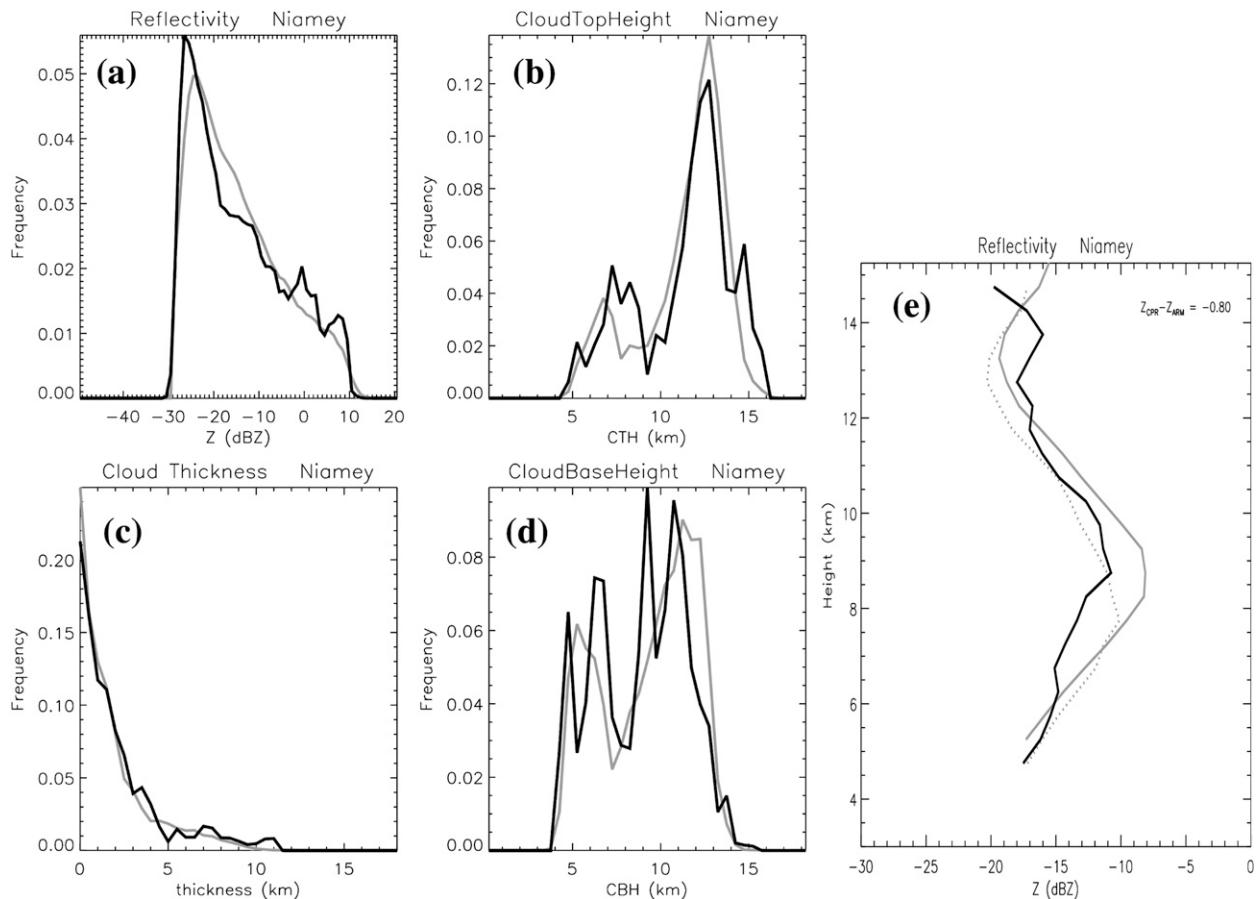 Reflectivity Niamey
(a)
0.05
0.04
0.03
0.02
0.01
0.00
Frequency
-40 -30 -20 -10 0 10 20
Z (dBZ)
CloudTopHeight Niamey
(b)
0.12
0.10
0.08
0.06
0.04
0.02
0.00
Frequency
5 10 15
CTH (km)
Cloud Thickness Niamey
(c)
0.20
0.15
0.10
0.05
0.00
Frequency
0 5 10 15
thickness (km)
CloudBaseHeight Niamey
(d)
0.08
0.06
0.04
0.02
0.00
Frequency
5 10 15
CBH (km)
Reflectivity Niamey
(e)
Z_CPR-Z_ARM = -0.80
14
12
10
8
6
4
Height (km)
-30 -25 -20 -15 -10 -5 0
Z (dBZ)